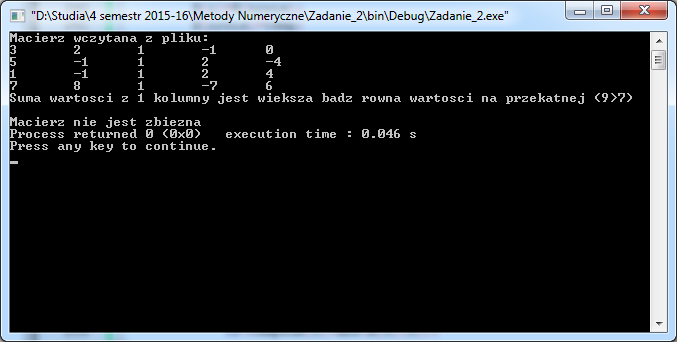 "D:\Studia\4 semestr 2015-16\Metody Numeryczne\Zadanie_2\bin\Debug\Zadanie_2.exe"
Macierz wczytana z pliku:
3 2 1 -1 0
5 -1 1 2 -4
1 -1 1 2 4
7 8 1 -7 6
Suma wartosci z 1 kolumny jest wieksza badz rowna wartosci na przekatnej (9>7)
Macierz nie jest zbiezna
Process returned 0 (0x0) execution time : 0.046 s
Press any key to continue.